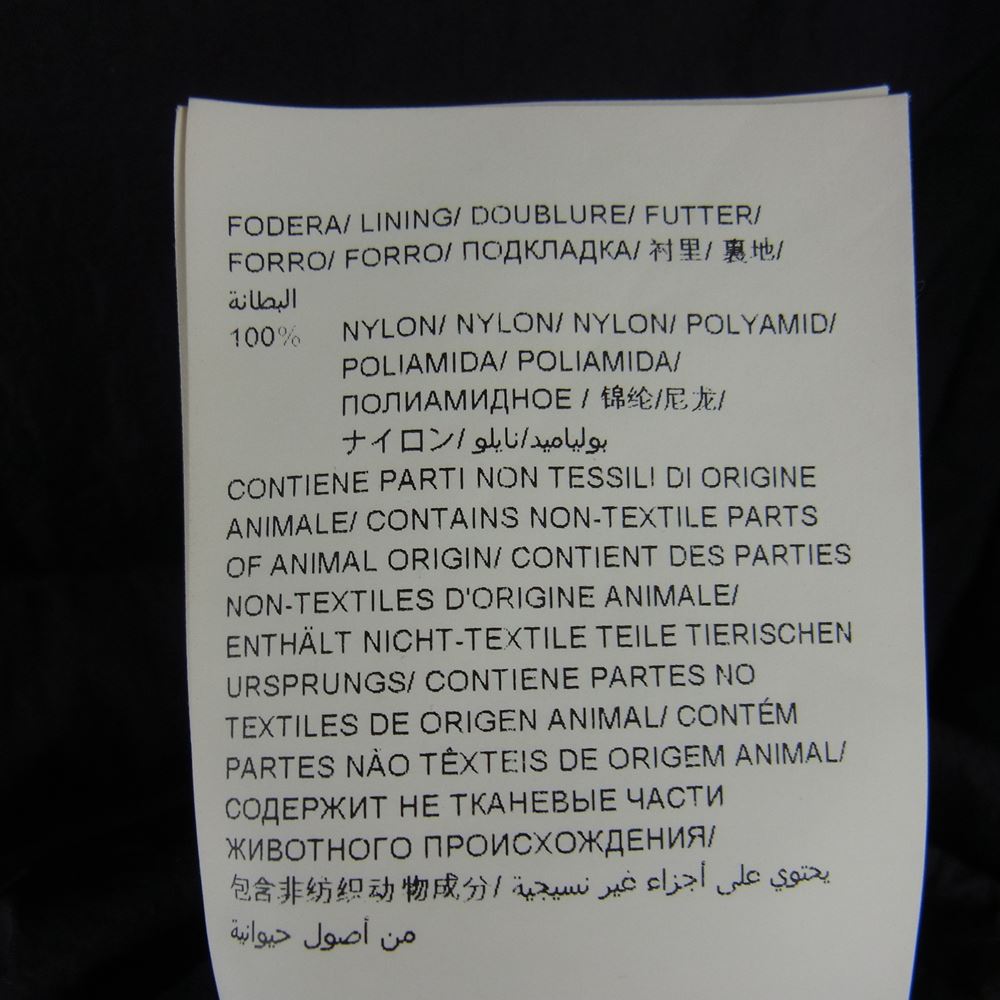 FODERA/ LINING/ DOUBLURE/ FUTTER/
FORRO/ FORRO/ ПОДКЛАДКА/ 衬里/ 裏地/
البطانة
100% NYLON/ NYLON/ NYLON/ POLYAMID/
POLIAMIDA/ POLIAMIDA/
ПОЛИАМИДНОЕ / 锦纶/尼龙/
ナイロン/ بولياميد/نايلو
CONTIENE PARTI NON TESSILI DI ORIGINE
ANIMALE/ CONTAINS NON-TEXTILE PARTS
OF ANIMAL ORIGIN/ CONTIENT DES PARTIES
NON-TEXTILES D'ORIGINE ANIMALE/
ENTHÄLT NICHT-TEXTILE TEILE TIERISCHEN
URSPRUNGS/ CONTIENE PARTES NO
TEXTILES DE ORIGEN ANIMAL/ CONTÉM
PARTES NÃO TÊXTEIS DE ORIGEM ANIMAL/
СОДЕРЖИТ НЕ ТКАНЕВЫЕ ЧАСТИ
ЖИВОТНОГО ПРОИСХОЖДЕНИЯ/
包含非纺织动物成分/ يحتوي على أجزاء غير نسيجية
من أصول حيوانية